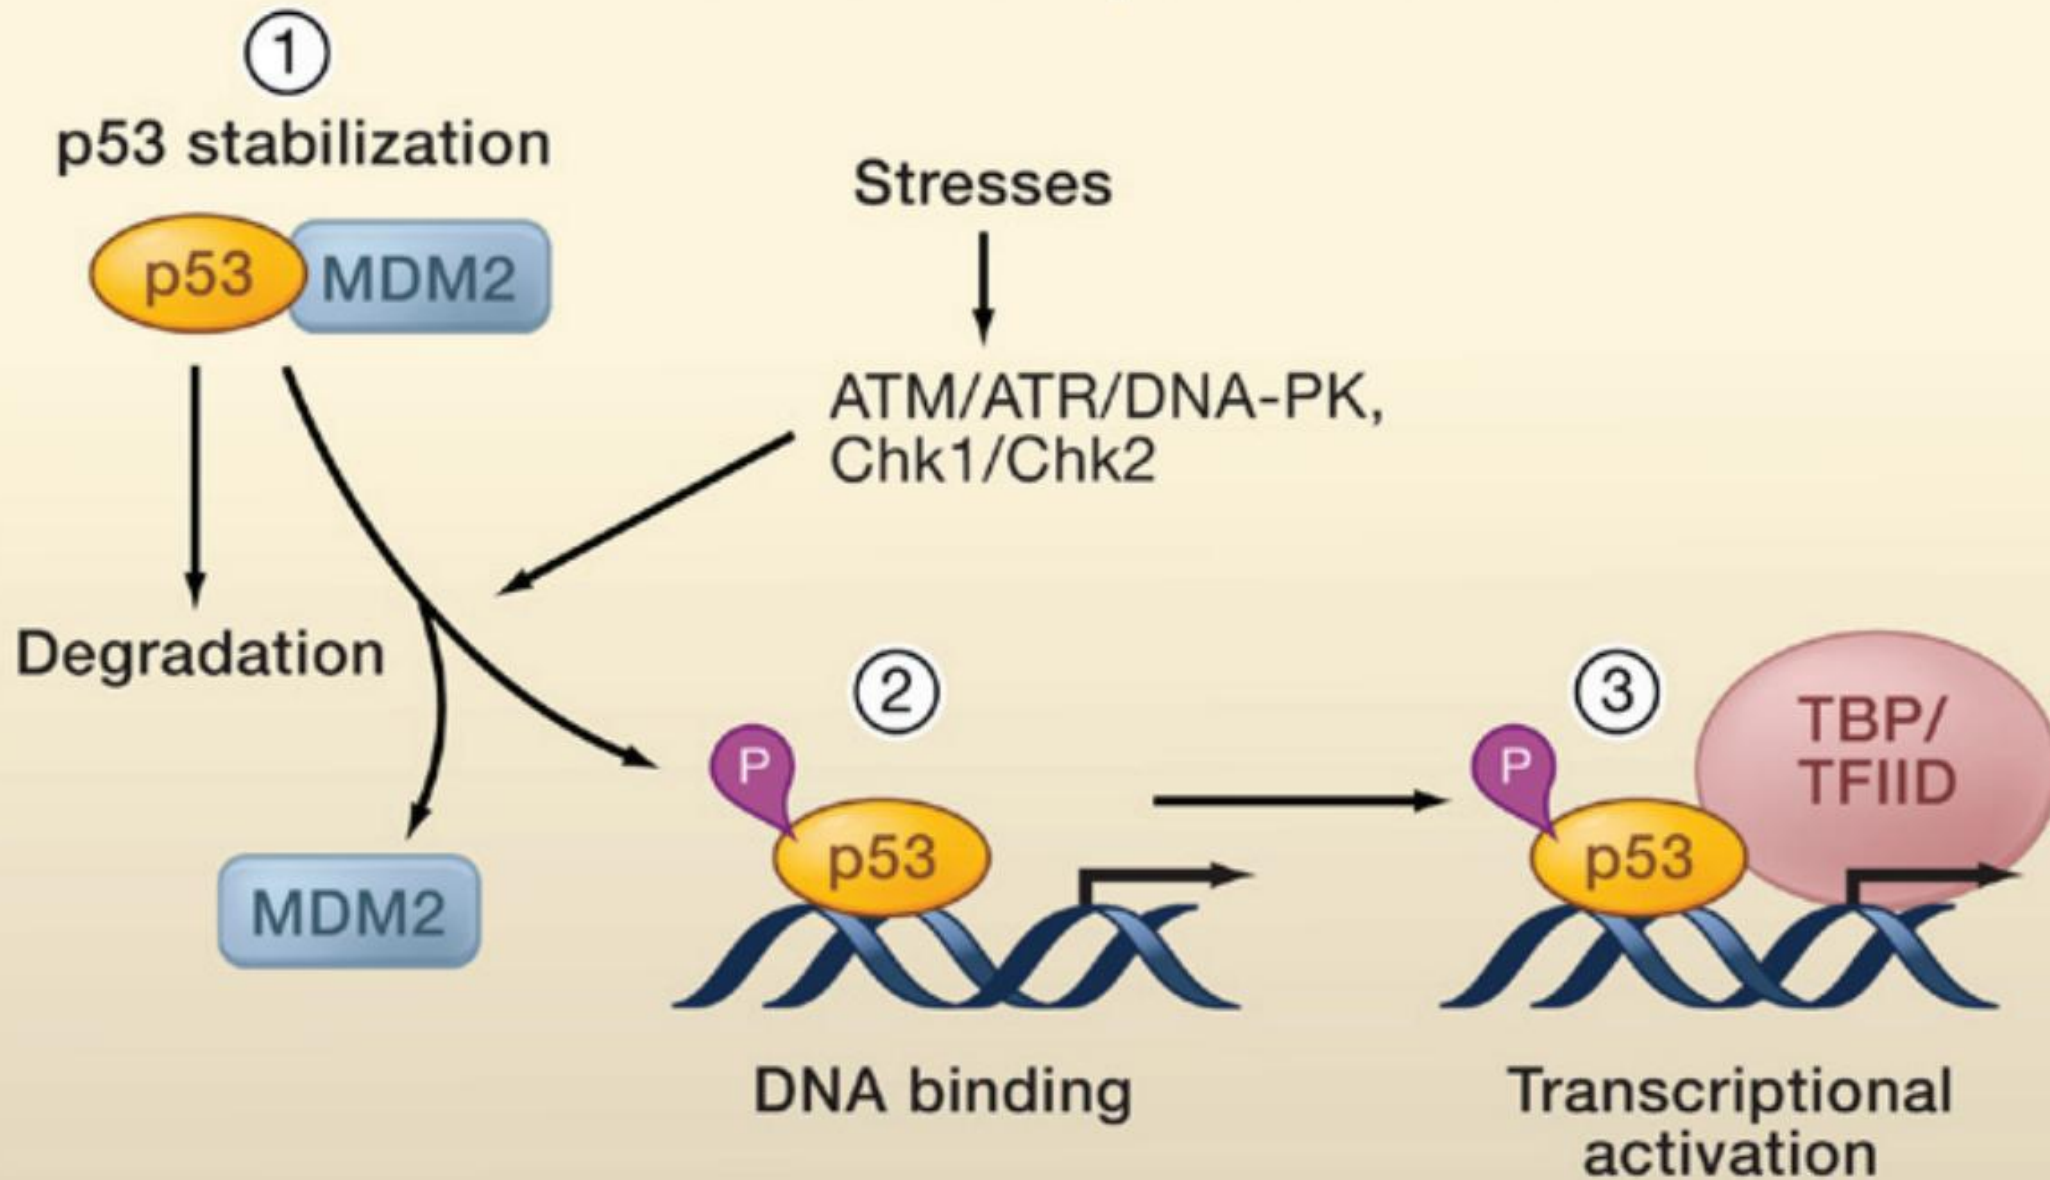 1
p53 stabilization
p53
MDM2
Stresses
ATM/ATR/DNA-PK,
Chk1/Chk2
Degradation
MDM2
2
P
p53
DNA binding
3
P
p53
TBP/
TFIID
Transcriptional
activation